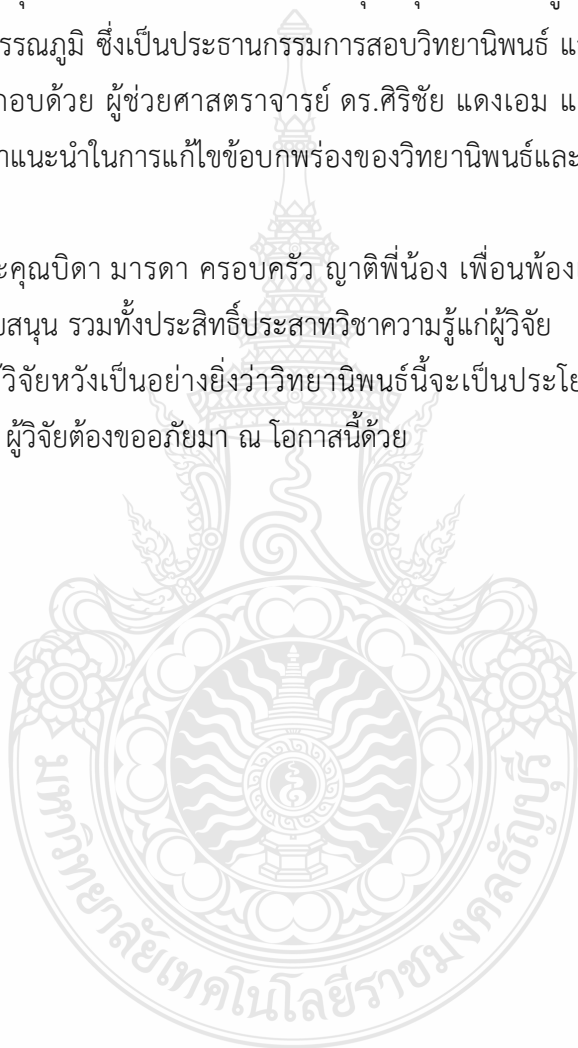 รรณภูมิ ซึ่งเป็นประธานกรรมการสอบวิทยานิพนธ์
กอบด้วย ผู้ช่วยศาสตราจารย์ ดร.ศิริชัย แดงเอม
าแนะนำในการแก้ไขข้อบกพร่องของวิทยานิพนธ์และ
ะคุณบิดา มารดา ครอบครัว ญาติพี่น้อง เพื่อนพ้อง
บสนุน รวมทั้งประสิทธิ์ประสาทวิชาความรู้แก่ผู้วิจัย
ู้วิจัยหวังเป็นอย่างยิ่งว่าวิทยานิพนธ์นี้จะเป็นประโย
ผู้วิจัยต้องขออภัยมา ณ โอกาสนี้ด้วย
มหาวิทยาลัยเทคโนโลยีราชมงคลธัญบุรี